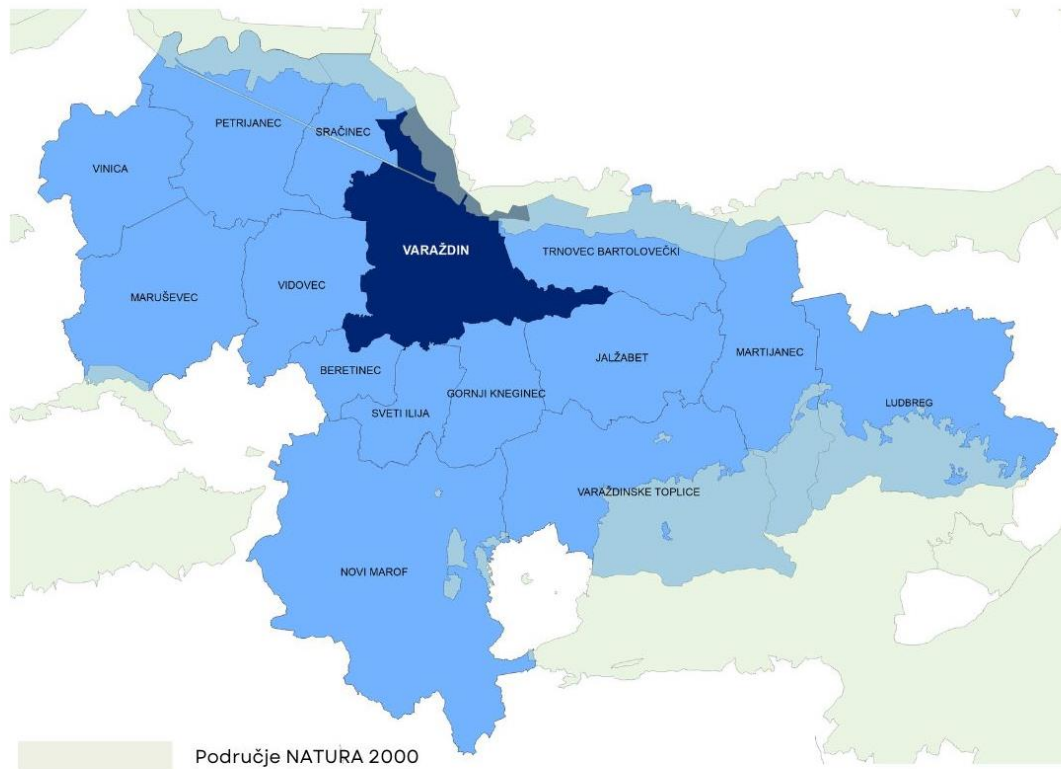 PETRIJANEC
SRAČINEC
VINICA
VARAŽDIN
TRNOVEC BARTOLOVEČKI
VIDOVEC
MARUŠEVEC
JALŽABET
MARTIJANEC
BERETINEC
GORNJI KNEGINEC
LUDBREG
SVETI ILIJA
VARAŽDINSKE TOPLICE
NOVI MAROF
Područje NATURA 2000